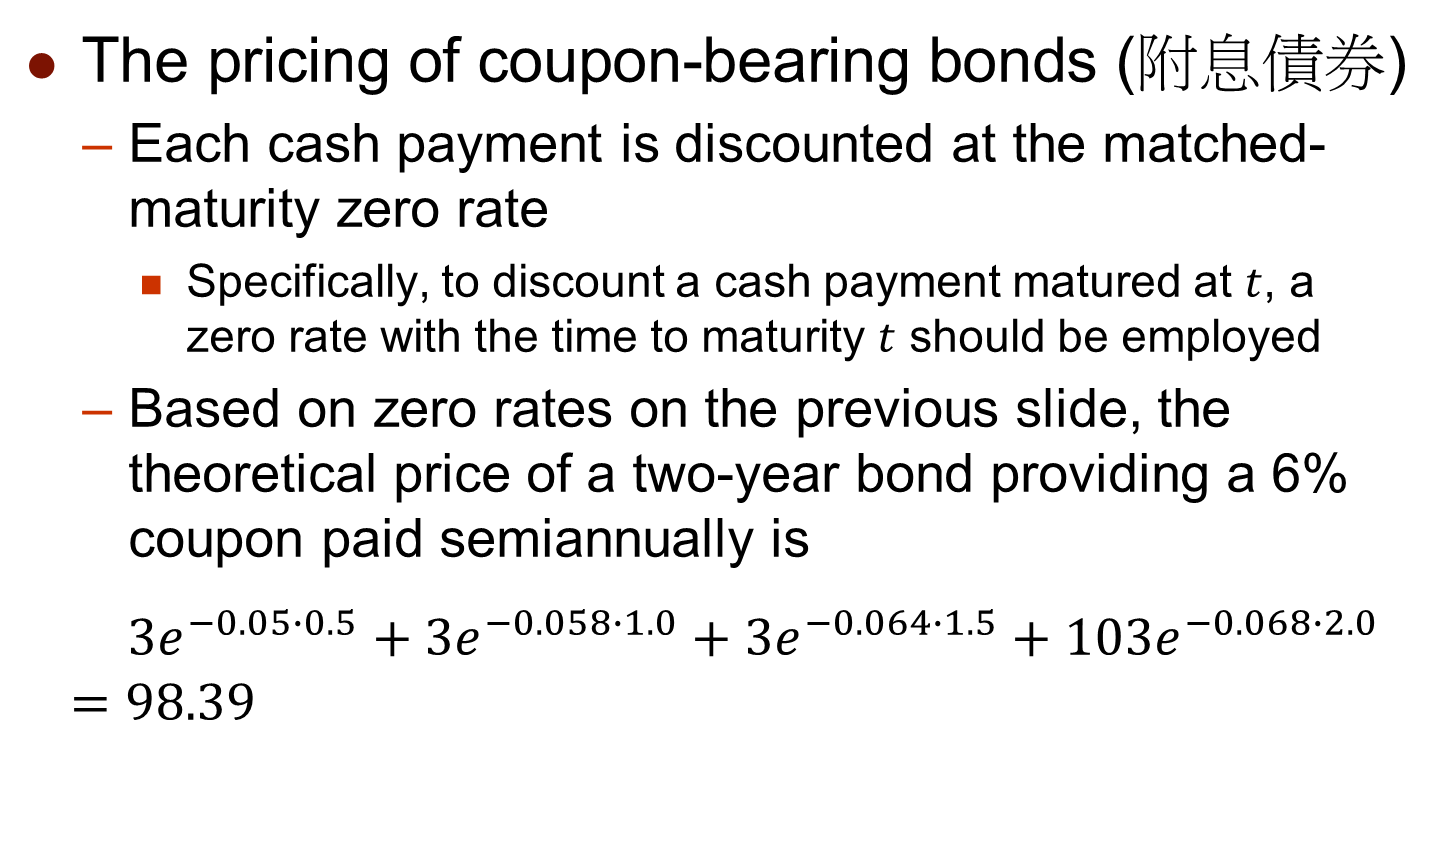 ● The pricing of coupon-bearing bonds (附息債券)
– Each cash payment is discounted at the matched-
maturity zero rate
■ Specifically, to discount a cash payment matured at 𝑡, a
zero rate with the time to maturity 𝑡 should be employed
– Based on zero rates on the previous slide, the
theoretical price of a two-year bond providing a 6%
coupon paid semiannually is
3𝑒^{−0.05·0.5} + 3𝑒^{−0.058·1.0} + 3𝑒^{−0.064·1.5} + 103𝑒^{−0.068·2.0}
= 98.39